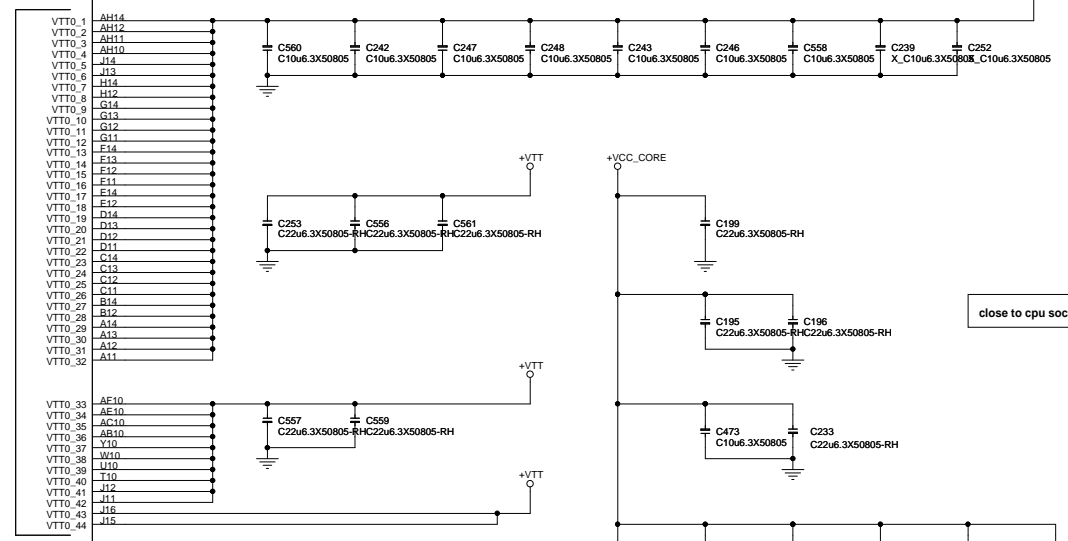 VTT0_1 AH14
VTT0_2 AH12
VTT0_3 AH11
VTT0_4 AH10
VTT0_5 J14
VTT0_6 J13
VTT0_7 H14
VTT0_8 H12
VTT0_9 G14
VTT0_10 G13
VTT0_11 G12
VTT0_12 G11
VTT0_13 F14
VTT0_14 F13
VTT0_15 F12
VTT0_16 F11
VTT0_17 E14
VTT0_18 E12
VTT0_19 D14
VTT0_20 D13
VTT0_21 D12
VTT0_22 D11
VTT0_23 C14
VTT0_24 C13
VTT0_25 C12
VTT0_26 C11
VTT0_27 B14
VTT0_28 B12
VTT0_29 A14
VTT0_30 A13
VTT0_31 A12
VTT0_32 A11
VTT0_33 AF10
VTT0_34 AE10
VTT0_35 AC10
VTT0_36 AB10
VTT0_37 Y10
VTT0_38 W10
VTT0_39 U10
VTT0_40 T10
VTT0_41 J12
VTT0_42 J11
VTT0_43 J16
VTT0_44 J15
C560
C10u6.3X50805
C242
C10u6.3X50805
C247
C10u6.3X50805
C248
C10u6.3X50805
C243
C10u6.3X50805
C246
C10u6.3X50805
C558
C10u6.3X50805
C239
X_C10u6.3X50805
C252
X_C10u6.3X50805
+VTT
C253
C22u6.3X50805-RH
C556
C22u6.3X50805-RH
C561
C22u6.3X50805-RH
+VTT
C557
C22u6.3X50805-RH
C559
C22u6.3X50805-RH
+VTT
+VCC_CORE
C199
C22u6.3X50805-RH
C195
C22u6.3X50805-RH
C196
C22u6.3X50805-RH
C473
C10u6.3X50805
C233
C22u6.3X50805-RH
close to cpu soc